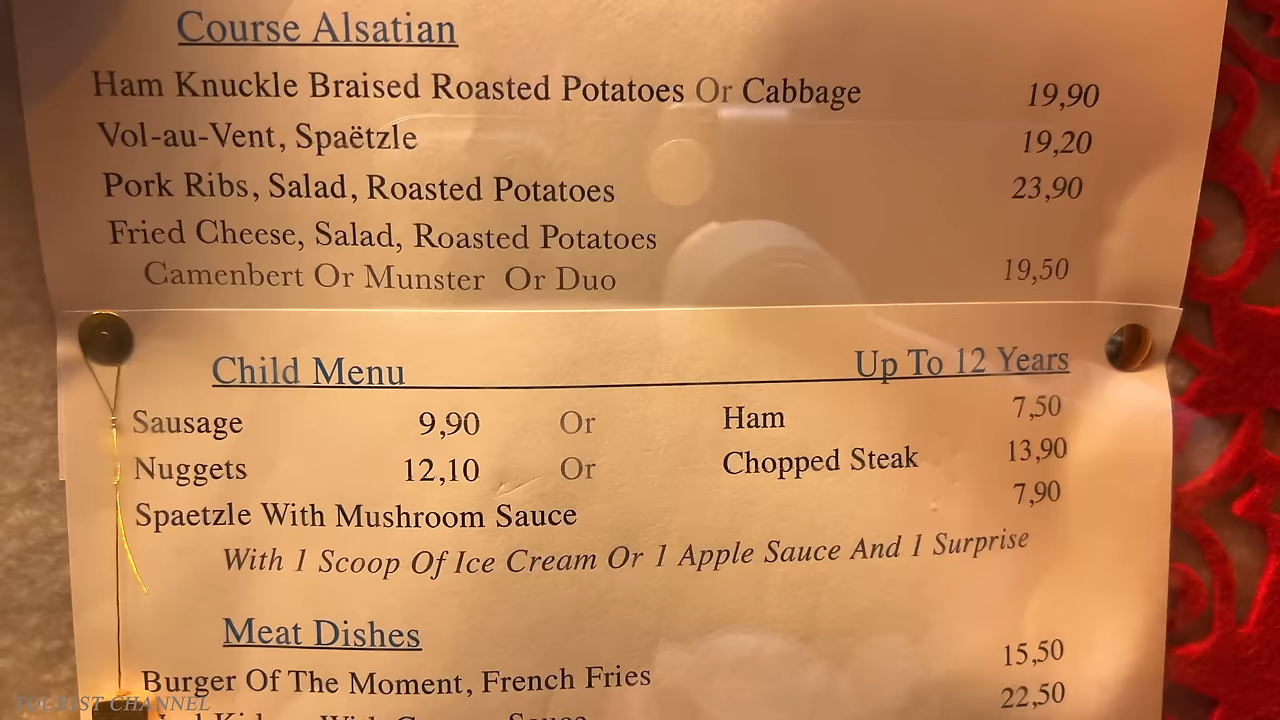 Course Alsatian
Ham Knuckle Braised Roasted Potatoes Or Cabbage 19,90
Vol-au-Vent, Spaëtzle 19,20
Pork Ribs, Salad, Roasted Potatoes 23,90
Fried Cheese, Salad, Roasted Potatoes
Camenbert Or Munster Or Duo 19,50
Child Menu Up To 12 Years
Sausage 9,90 Or Ham 7,50
Nuggets 12,10 Or Chopped Steak 13,90
Spaetzle With Mushroom Sauce 7,90
With 1 Scoop Of Ice Cream Or 1 Apple Sauce And 1 Surprise
Meat Dishes
Burger Of The Moment, French Fries 15,50
With Sauce 22,50
TOURIST CHANNEL